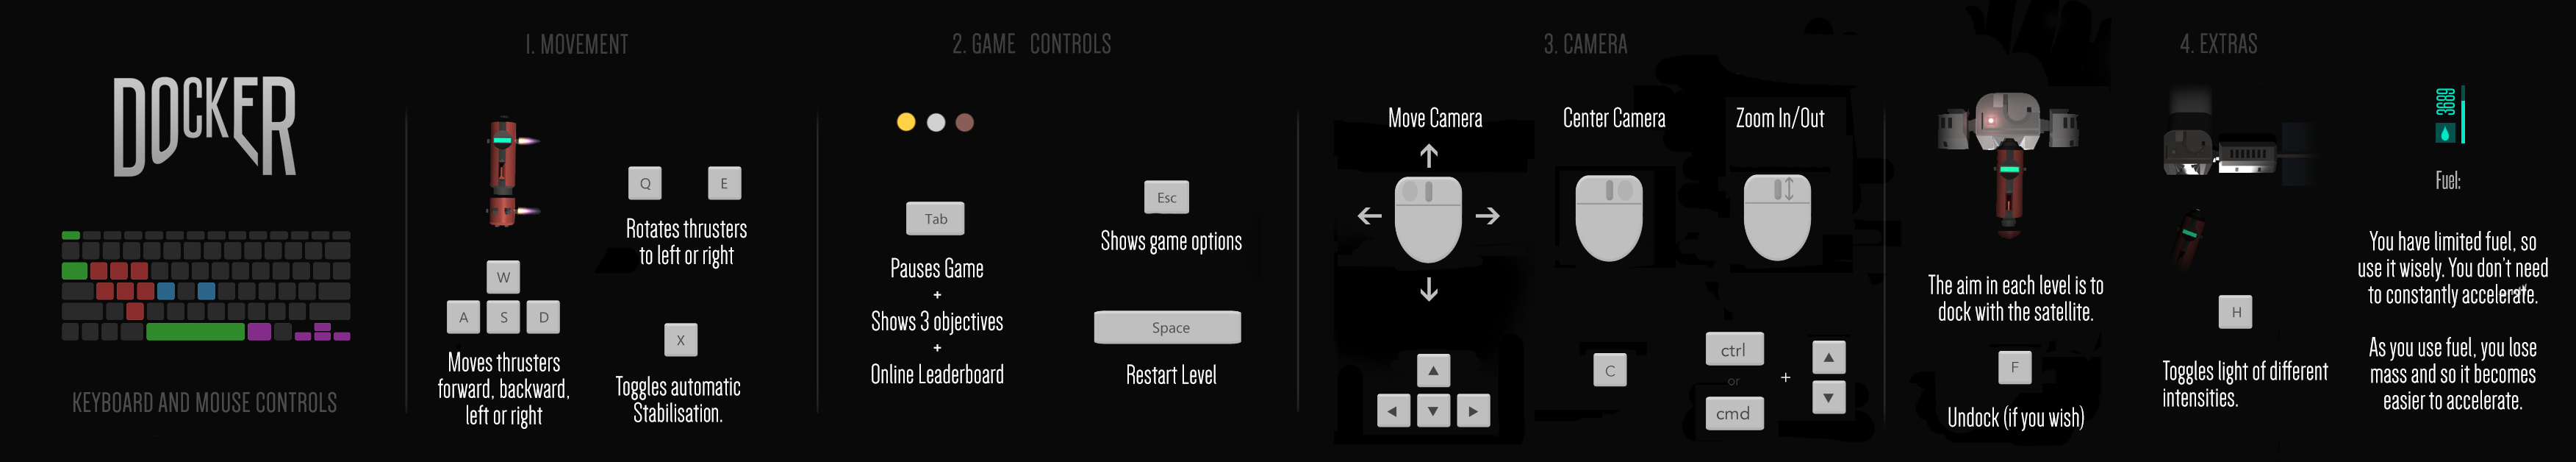 DOCKER
KEYBOARD AND MOUSE CONTROLS
1. MOVEMENT
W
A S D
Moves thrusters
forward, backward,
left or right
Q E
Rotates thrusters
to left or right
X
Toggles automatic
Stabilisation.
2. GAME CONTROLS
Tab
Pauses Game
+
Shows 3 objectives
+
Online Leaderboard
Esc
Shows game options
Space
Restart Level
3. CAMERA
Move Camera
Center Camera
C
Zoom In/Out
ctrl
or
cmd
+
The aim in each level is to
dock with the satellite.
F
Undock (if you wish)
4. EXTRAS
H
Toggles light of different
intensities.
3689
Fuel:
You have limited fuel, so
use it wisely. You don't need
to constantly accelerate.
As you use fuel, you lose
mass and so it becomes
easier to accelerate.